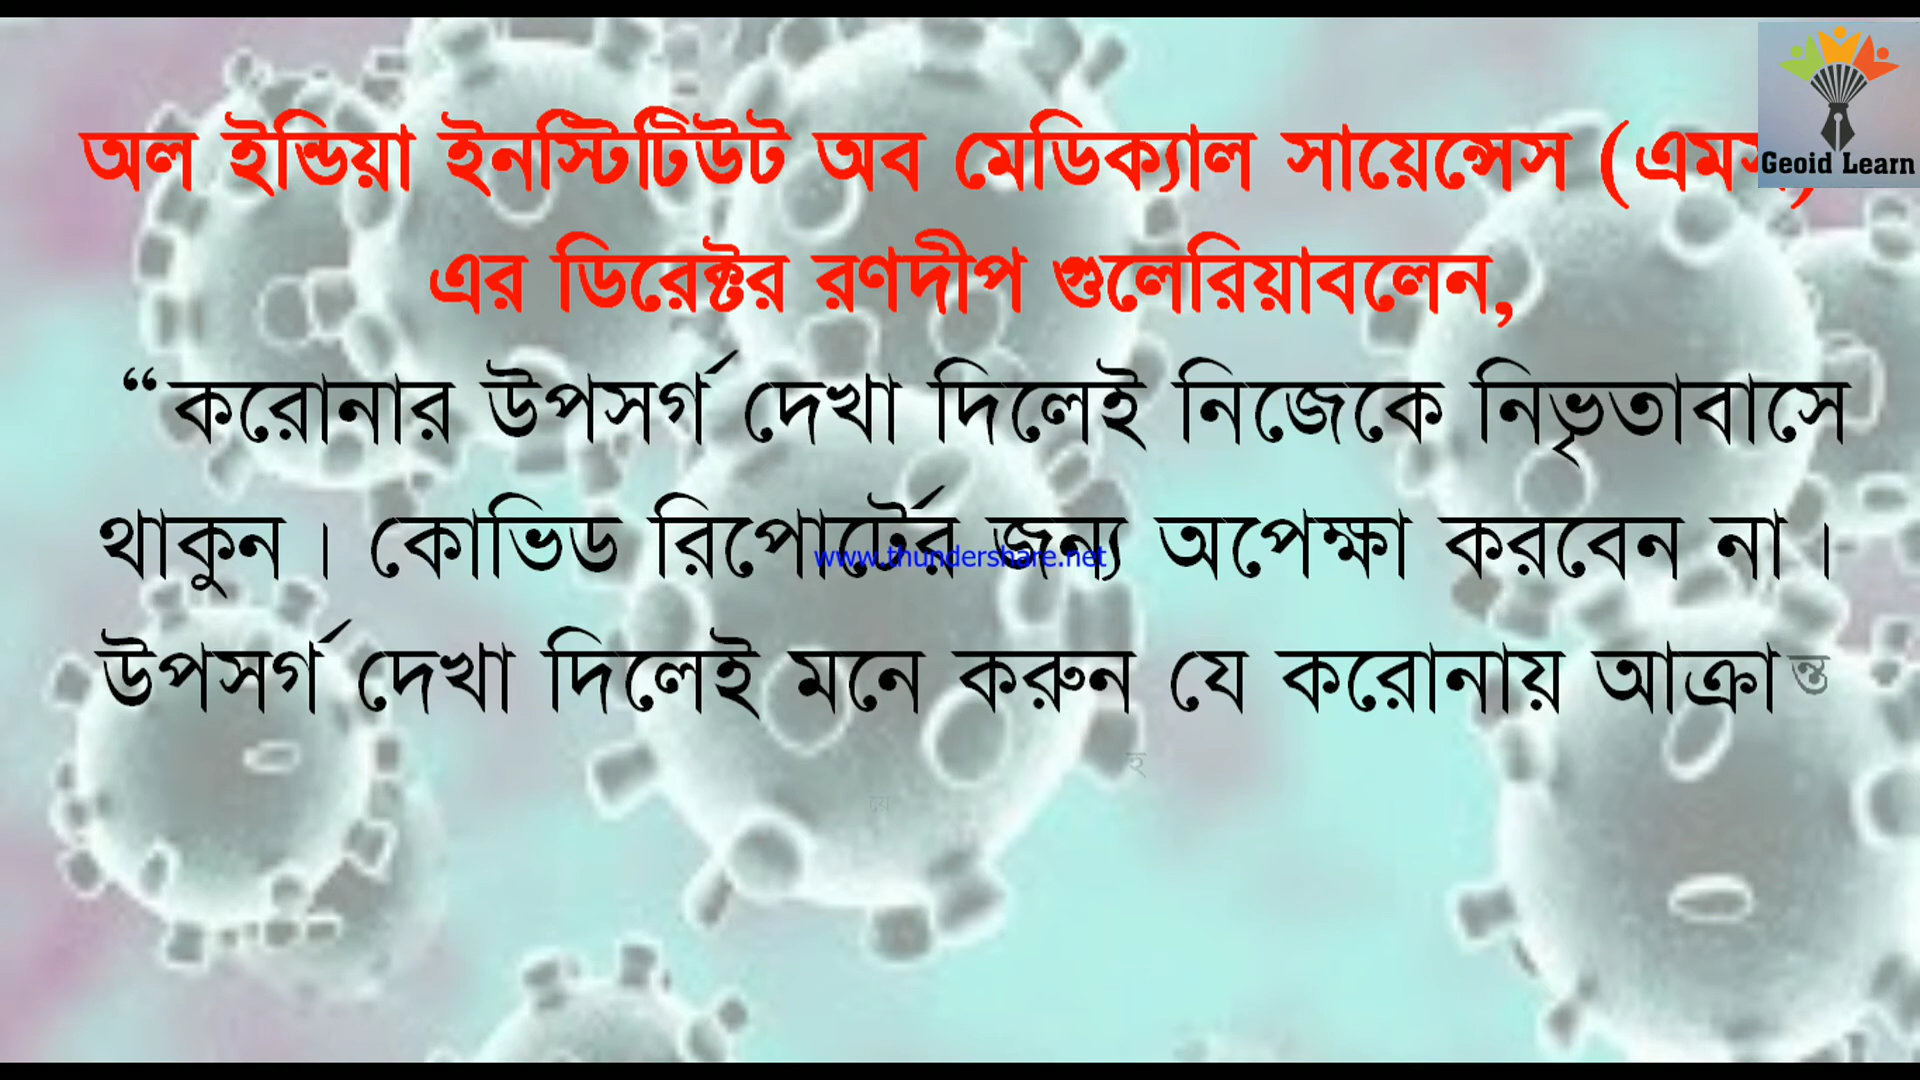 অল ইন্ডিয়া ইনস্টিটিউট অব মেডিক্যাল সায়েন্সেস
Geoid Learn
এর ডিরেক্টর রণদীপ গুলেরিয়াবলেন,
“করোনার উপসর্গ দেখা দিলেই নিজেকে নিভৃতাবাসে
থাকুন। কোভিড রিপোর্টের জন্য অপেক্ষা করবেন না।
www.thundershare.net
উপসর্গ দেখা দিলেই মনে করুন যে করোনায় আক্রান্ত